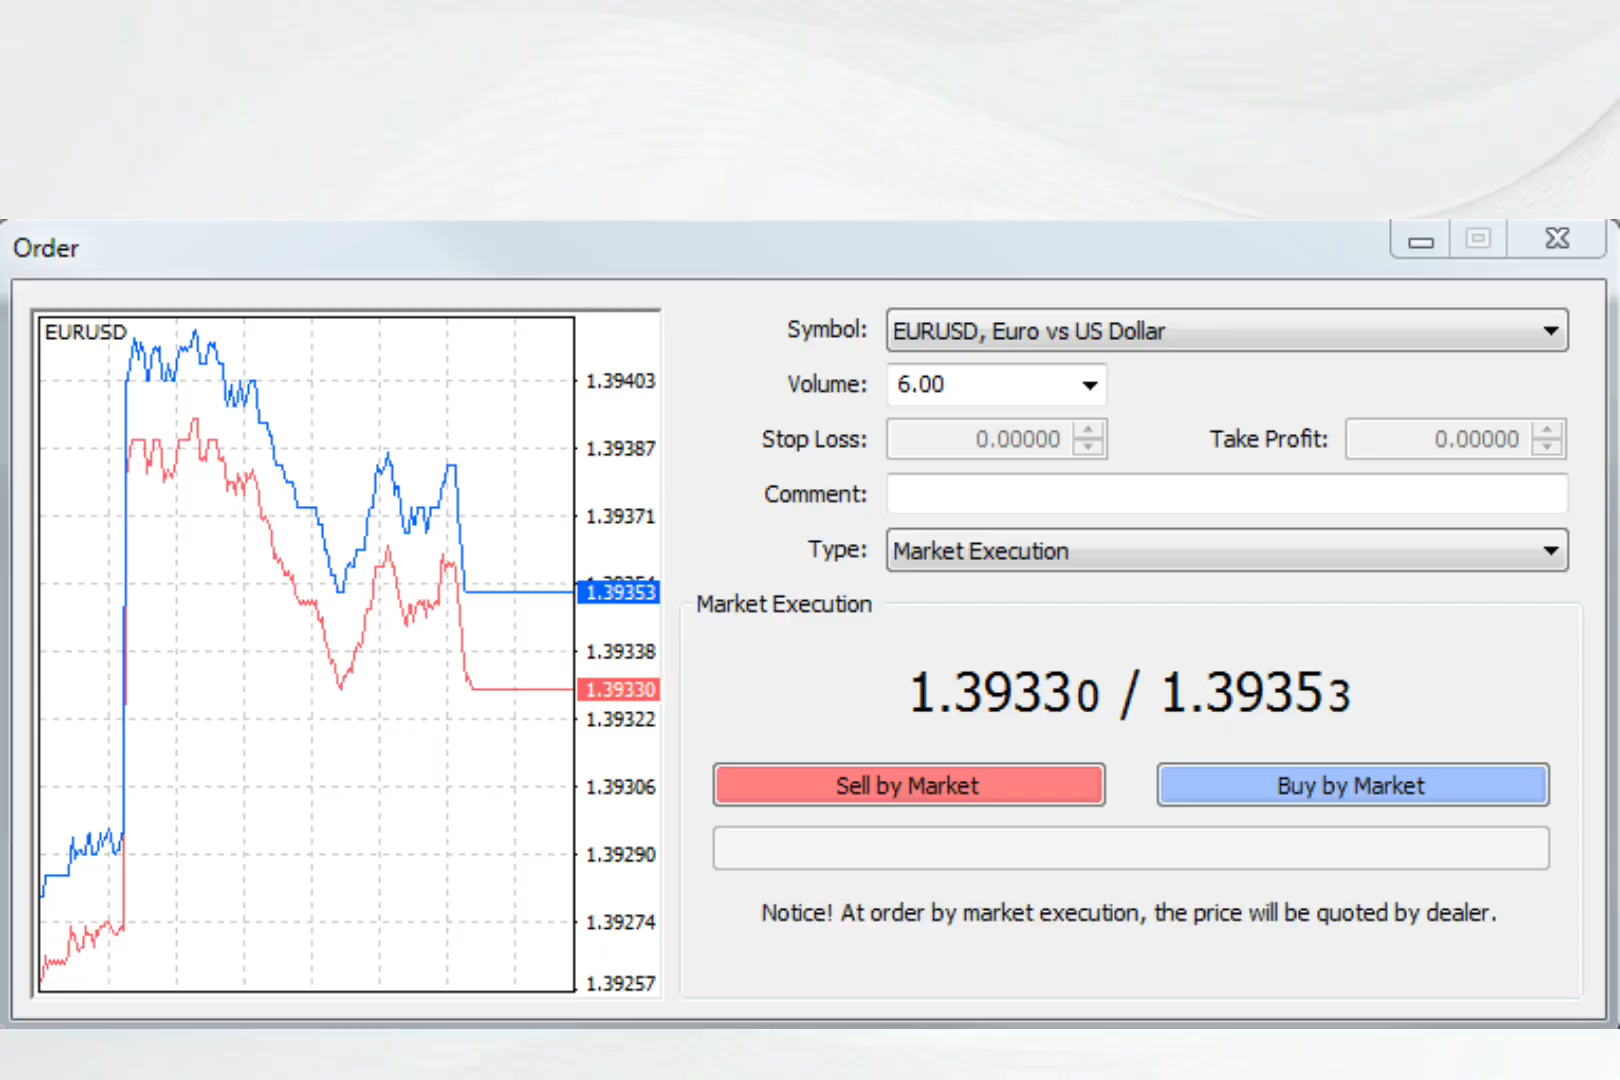 Order
EURUSD
1.39403
1.39387
1.39371
1.39353
1.39338
1.39330
1.39322
1.39306
1.39290
1.39274
1.39257
Symbol: EURUSD, Euro vs US Dollar
Volume: 6.00
Stop Loss: 0.00000 Take Profit: 0.00000
Comment:
Type: Market Execution
Market Execution
1.39330 / 1.39353
Sell by Market Buy by Market
Notice! At order by market execution, the price will be quoted by dealer.